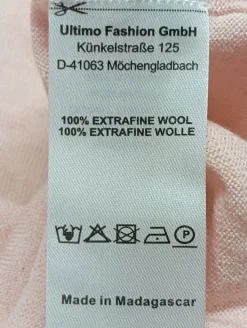 Ultimo Fashion GmbH
Künkelstraße 125
D-41063 Möchengladbach
100% EXTRAFINE WOOL
100% EXTRAFINE WOLLE
P
Made in Madagascar